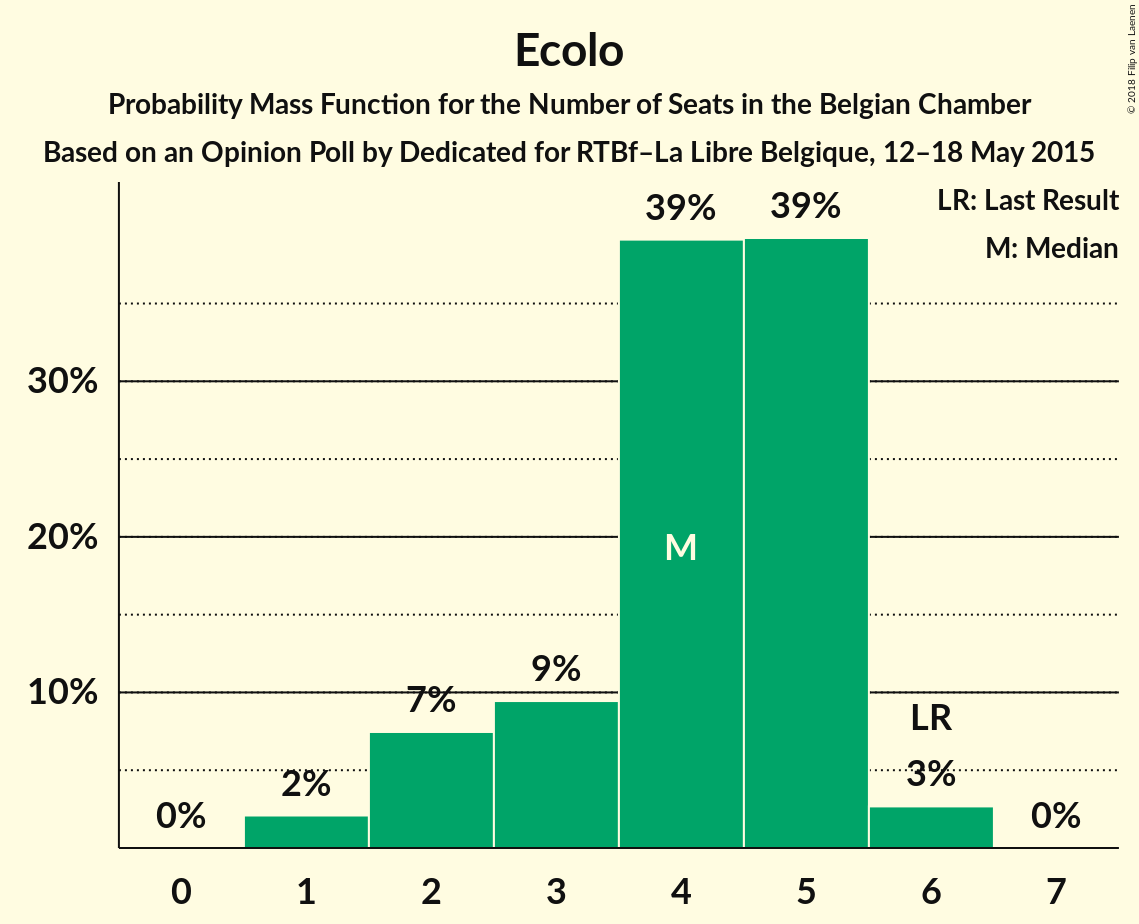 © 2018 Filip van Laenen
Ecolo
Probability Mass Function for the Number of Seats in the Belgian Chamber
Based on an Opinion Poll by Dedicated for RTBf–La Libre Belgique, 12–18 May 2015
LR: Last Result
M: Median
39%
39%
30%
20%
M
10%
9%
7%
LR
3%
2%
0%
0%
0 1 2 3 4 5 6 7